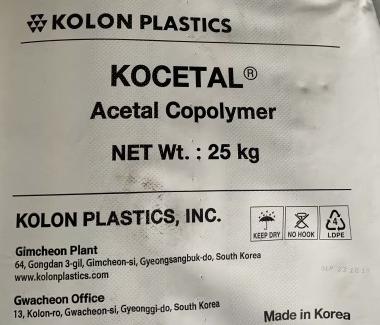 KOLON PLASTICS
KOCETAL®
Acetal Copolymer
NET Wt. : 25 kg
KOLON PLASTICS, INC.
KEEP DRY NO HOOK 4 LDPE
Gimcheon Plant
64, Gongdan 3-gil, Gimcheon-si, Gyeongsangbuk-do, South Korea
www.kolonplastics.com
Gwacheon Office
13, Kolon-ro, Gwacheon-si, Gyeonggi-do, South Korea
Made in Korea